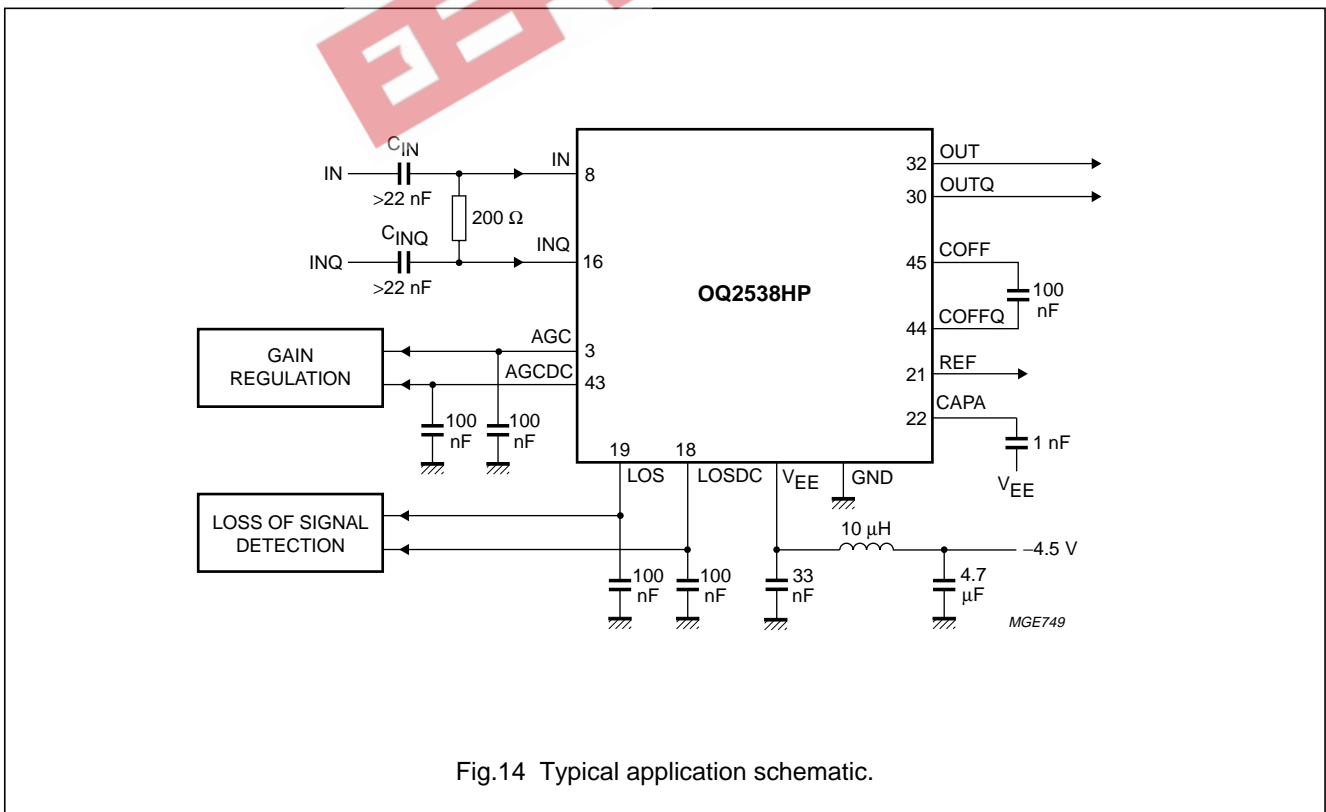 C_IN
IN
>22 nF
200 Ω
C_INQ
INQ
>22 nF
IN
8
INQ
16
OQ2538HP
32
OUT
30
OUTQ
45
COFF
100
nF
44
COFFQ
21
REF
22
CAPA
1 nF
V_EE
GAIN
REGULATION
AGC
3
AGCDC
43
100
nF
100
nF
19
18
LOS
LOSDC
V_EE
GND
LOSS OF SIGNAL
DETECTION
10 μH
−4.5 V
100
nF
100
nF
33
nF
4.7
μF
MGE749
Fig.14 Typical application schematic.